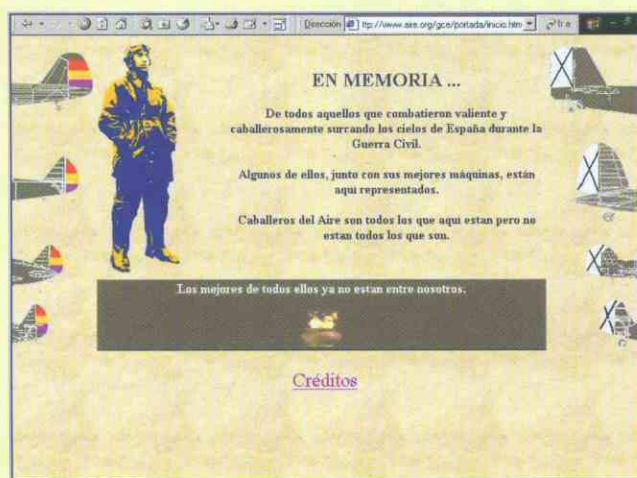 Dirección http://www.aire.org/gce/portada/inicio.htm Ir a
EN MEMORIA ...
De todos aquellos que combatieron valiente y
caballerosamente surcando los cielos de España durante la
Guerra Civil.
Algunos de ellos, junto con sus mejores máquinas, están
aquí representados.
Caballeros del Aire son todos los que aqui estan pero no
estan todos los que son.
Los mejores de todos ellos ya no estan entre nosotros.
Créditos